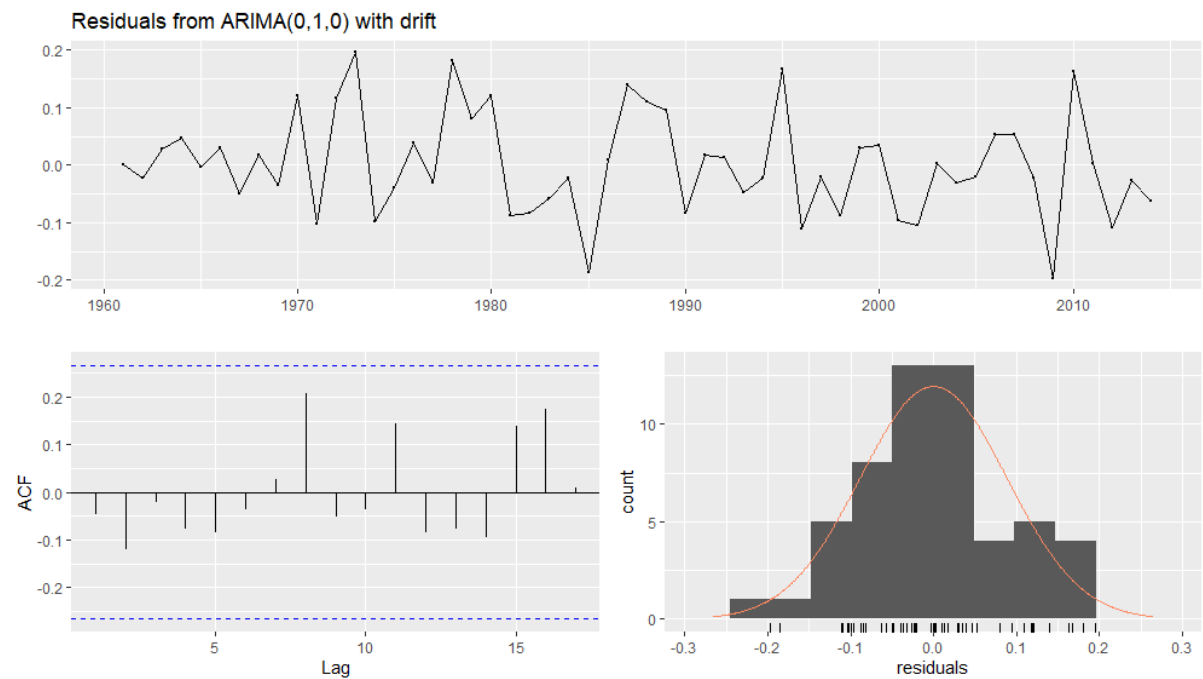 Residuals from ARIMA(0,1,0) with drift
0.2
0.1
0.0
-0.1
-0.2
1960 1970 1980 1990 2000 2010
ACF
0.2
0.1
0.0
-0.1
-0.2
5 10 15
Lag
count
10
5
0
-0.3 -0.2 -0.1 0.0 0.1 0.2 0.3
residuals